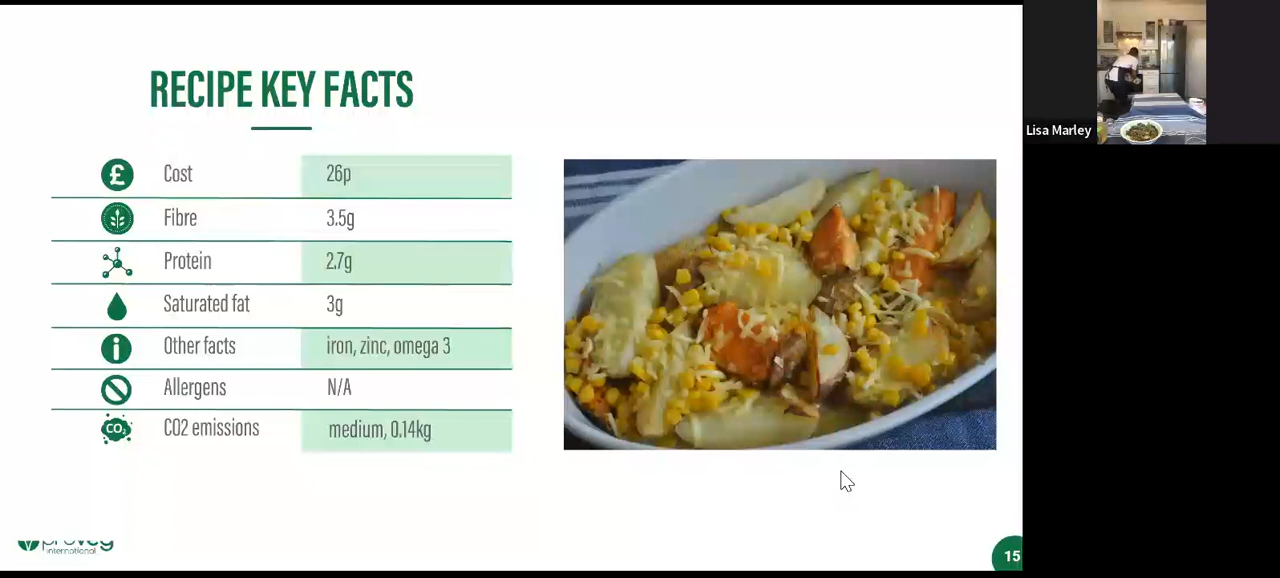 RECIPE KEY FACTS
£ Cost 26p
Fibre 3.5g
Protein 2.7g
Saturated fat 3g
i Other facts iron, zinc, omega 3
Allergens N/A
CO2 CO2 emissions medium, 0.14kg
proveg
international
15
Lisa Marley